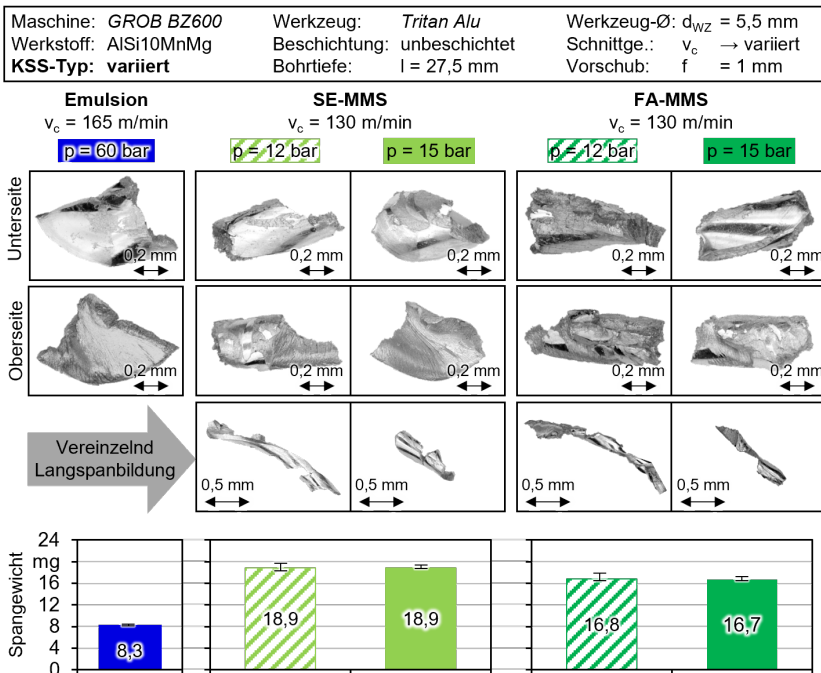 Maschine: GROB BZ600 Werkzeug: Tritan Alu Werkzeug-Ø: dWZ = 5,5 mm
Werkstoff: AlSi10MnMg Beschichtung: unbeschichtet Schnittge.: vc → variiert
KSS-Typ: variiert Bohrtiefe: l = 27,5 mm Vorschub: f = 1 mm
Emulsion SE-MMS FA-MMS
vc = 165 m/min vc = 130 m/min vc = 130 m/min
p = 60 bar p = 12 bar p = 15 bar p = 12 bar p = 15 bar
Unterseite
0,2 mm 0,2 mm 0,2 mm 0,2 mm 0,2 mm
Oberseite
0,2 mm 0,2 mm 0,2 mm 0,2 mm 0,2 mm
Vereinzelnd
Langspanbildung
0,5 mm 0,5 mm 0,5 mm 0,5 mm
Spangewicht
24
mg
16
12
8
4
0
8,3 18,9 18,9 16,8 16,7